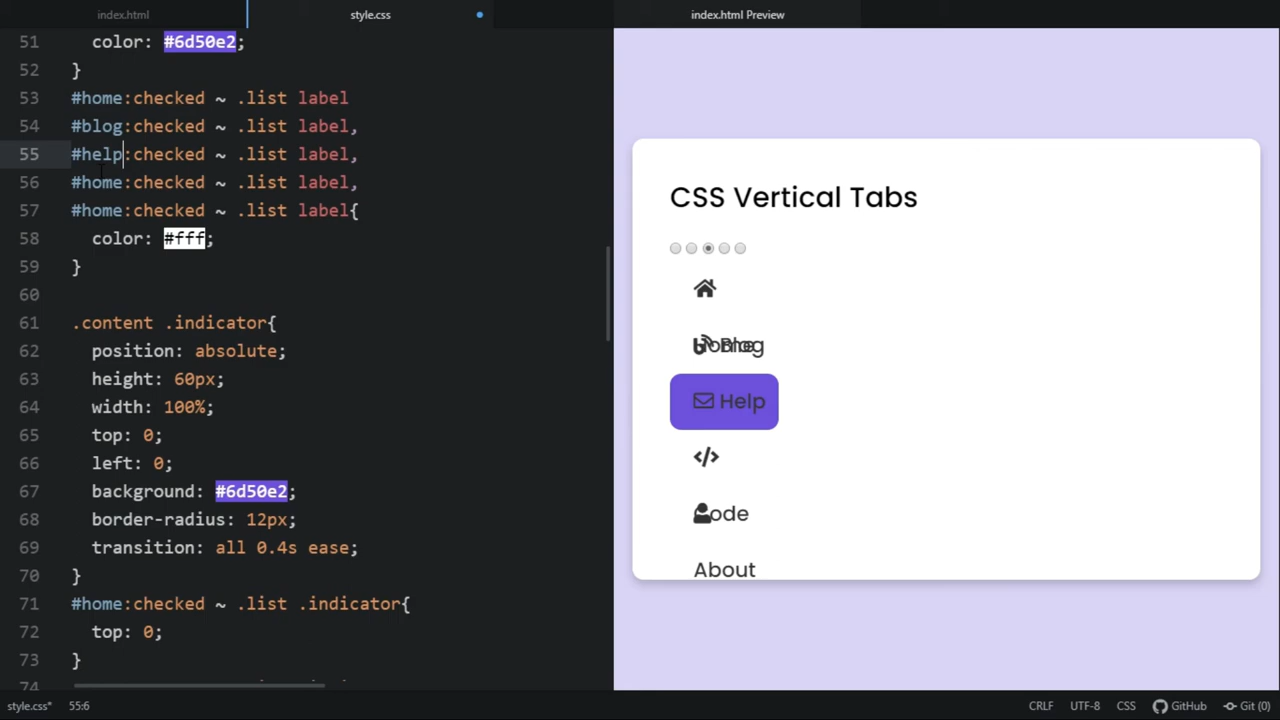 index.html
style.css
index.html Preview
51 color: #6d50e2;
52 }
53 #home:checked ~ .list label
54 #blog:checked ~ .list label,
55 #help:checked ~ .list label,
56 #home:checked ~ .list label,
57 #home:checked ~ .list label{
58 color: #fff;
59 }
60
61 .content .indicator{
62 position: absolute;
63 height: 60px;
64 width: 100%;
65 top: 0;
66 left: 0;
67 background: #6d50e2;
68 border-radius: 12px;
69 transition: all 0.4s ease;
70 }
71 #home:checked ~ .list .indicator{
72 top: 0;
73 }
74
CSS Vertical Tabs
Home
Blog
Help
</>
Code
About
style.css* 55:6
CRLF UTF-8 CSS GitHub Git (0)